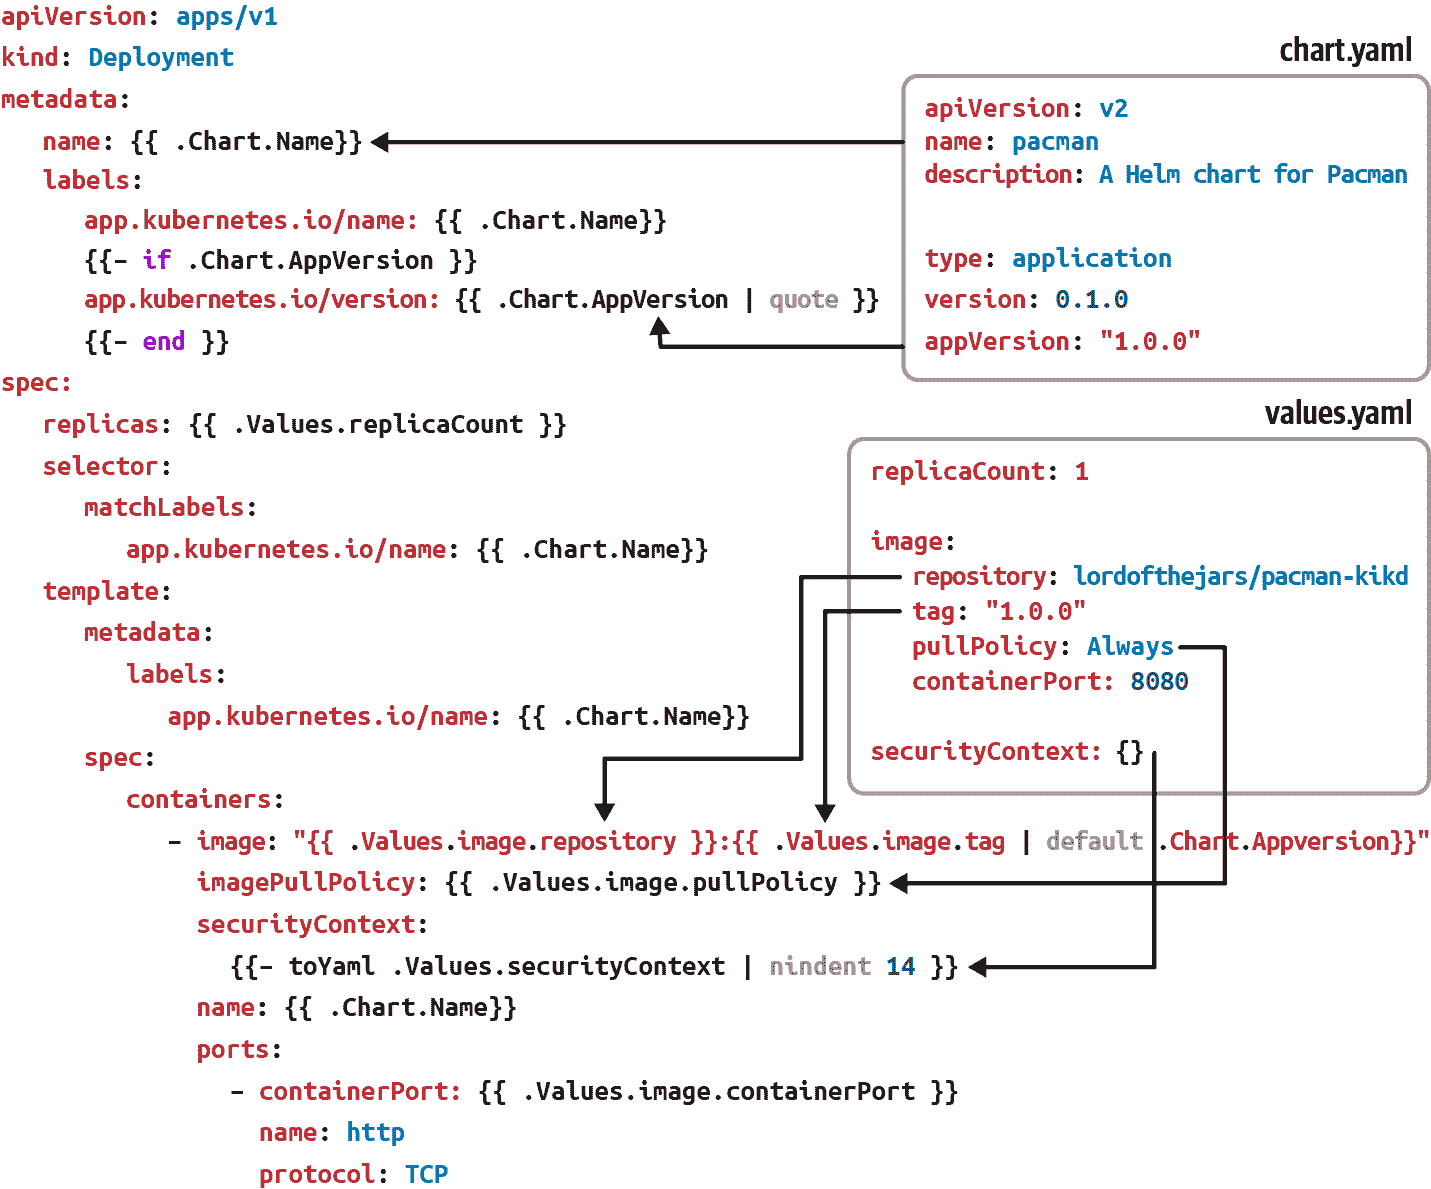 apiVersion: apps/v1
kind: Deployment
metadata:
name: {{ .Chart.Name}}
labels:
app.kubernetes.io/name: {{ .Chart.Name}}
{{- if .Chart.AppVersion }}
app.kubernetes.io/version: {{ .Chart.AppVersion | quote }}
{{- end }}
spec:
replicas: {{ .Values.replicaCount }}
selector:
matchLabels:
app.kubernetes.io/name: {{ .Chart.Name}}
template:
metadata:
labels:
app.kubernetes.io/name: {{ .Chart.Name}}
spec:
containers:
- image: "{{ .Values.image.repository }}:{{ .Values.image.tag | default .Chart.Appversion}}"
imagePullPolicy: {{ .Values.image.pullPolicy }}
securityContext:
{{- toYaml .Values.securityContext | nindent 14 }}
name: {{ .Chart.Name}}
ports:
- containerPort: {{ .Values.image.containerPort }}
name: http
protocol: TCP
chart.yaml
apiVersion: v2
name: pacman
description: A Helm chart for Pacman
type: application
version: 0.1.0
appVersion: "1.0.0"
values.yaml
replicaCount: 1
image:
repository: lordofthejars/pacman-kikd
tag: "1.0.0"
pullPolicy: Always
containerPort: 8080
securityContext: {}